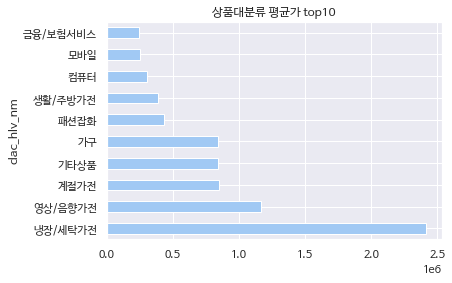 상품대분류 평균가 top10
clac_hlv_nm
금융/보험서비스
모바일
컴퓨터
생활/주방가전
패션잡화
가구
기타상품
계절가전
영상/음향가전
냉장/세탁가전
0.0 0.5 1.0 1.5 2.0 2.5
1e6